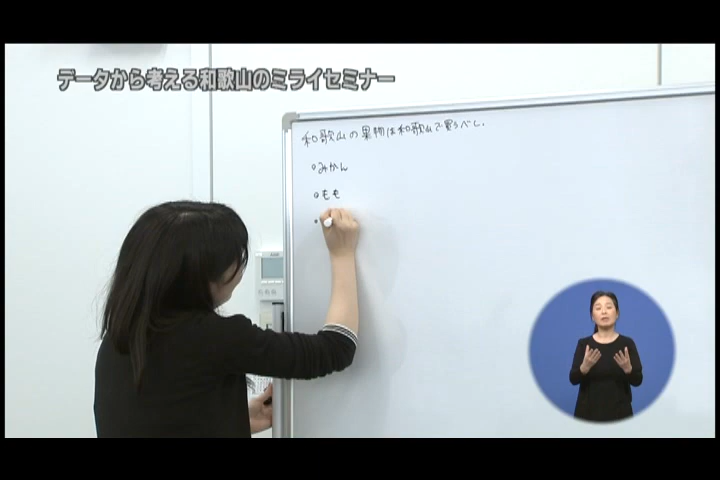 データから考える和歌山のミライセミナー
和歌山の果物は和歌山で買うべし.
•みかん
•もも
•